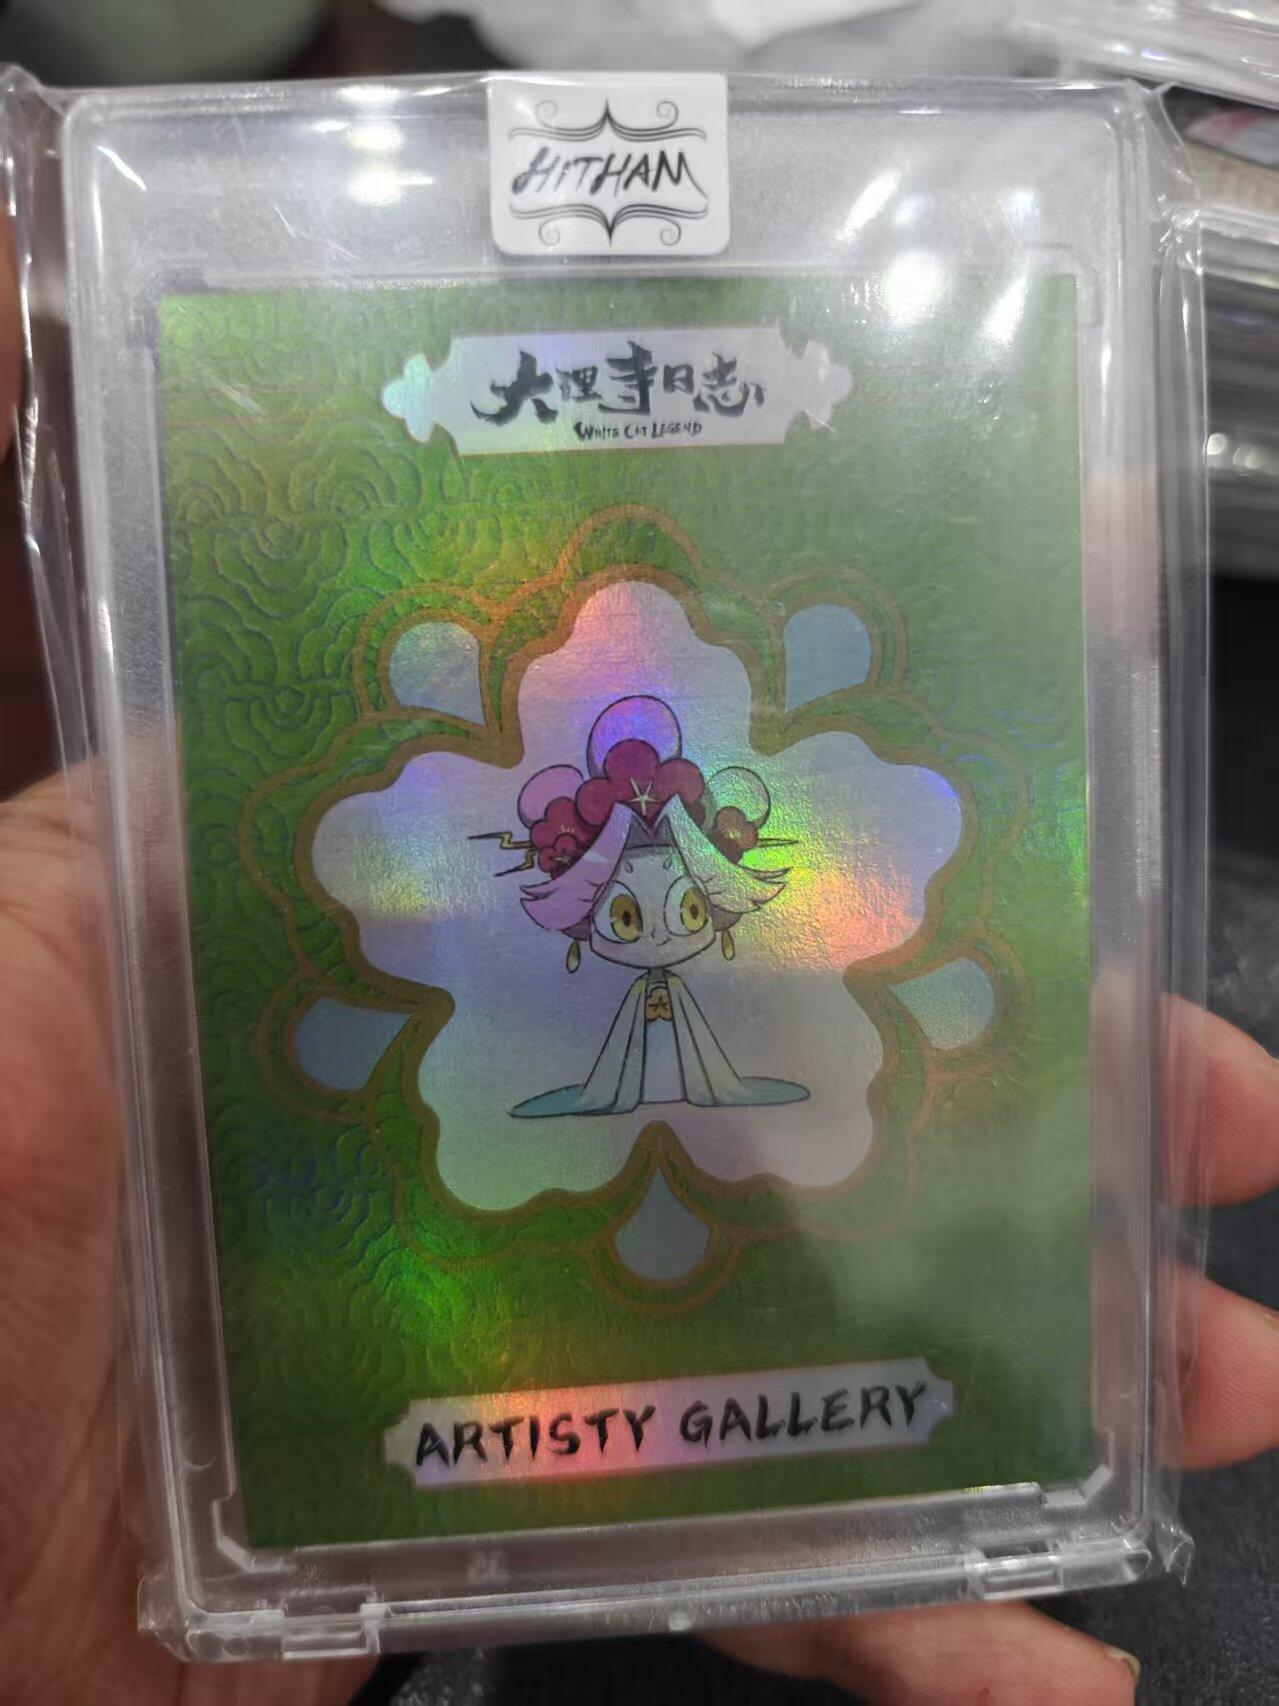 HITHAM
大理寺日志
WHITE CAT LEGEND
ARTISTY GALLERY